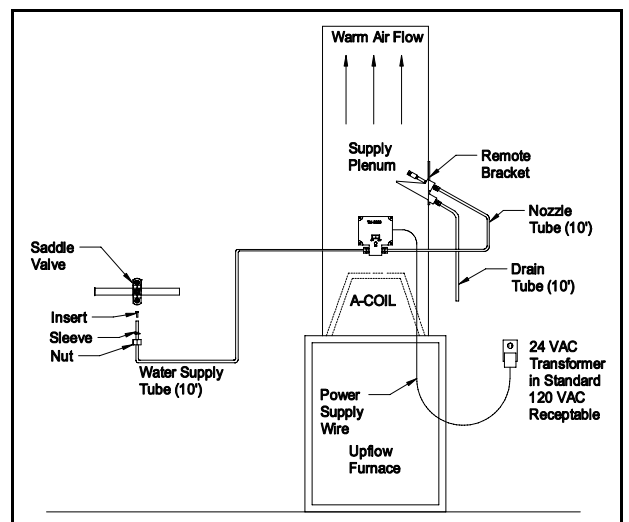 Warm Air Flow
Supply
Plenum
Remote
Bracket
Nozzle
Tube (10')
Saddle
Valve
Drain
Tube (10')
A-COIL
Insert
Sleeve
Nut
Water Supply
Tube (10')
24 VAC
Transformer
in Standard
120 VAC
Receptable
Power
Supply
Wire
Upflow
Furnace